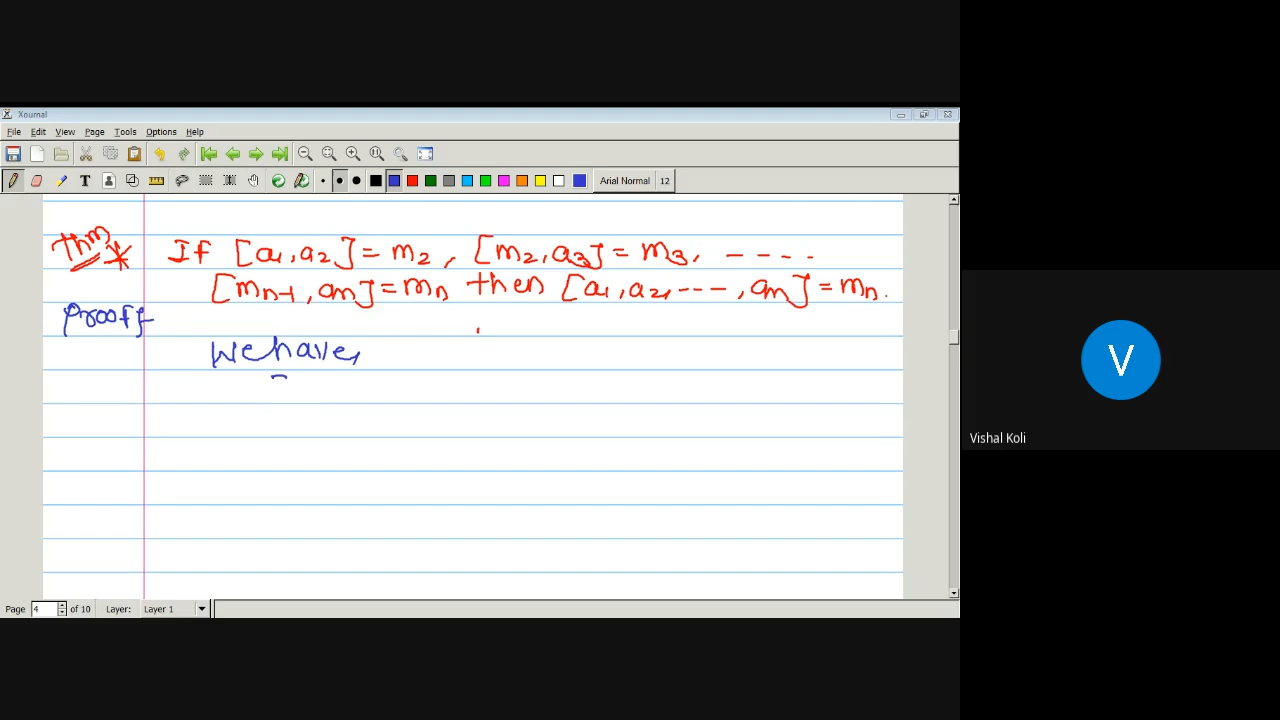 Xournal
File Edit View Page Tools Options Help
Arial Normal 12
Thm * If [a1, a2] = m2, [m2, a3] = m3, - - - -
[mn-1, an] = mn then [a1, a2, ---, an] = mn.
Proof:-
We have,
V
Vishal Koli
Page 4 of 10 Layer: Layer 1